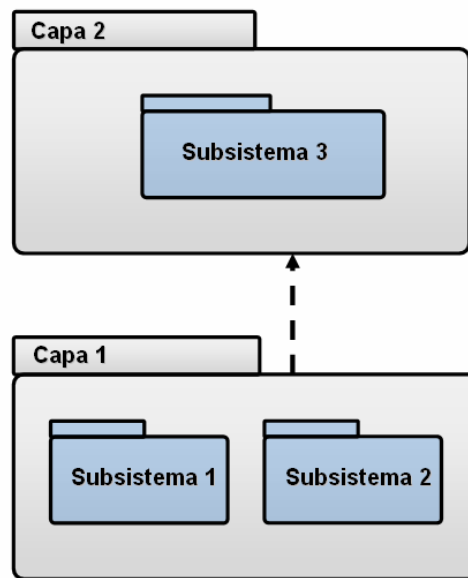 Capa 2
Subsistema 3
Capa 1
Subsistema 1
Subsistema 2